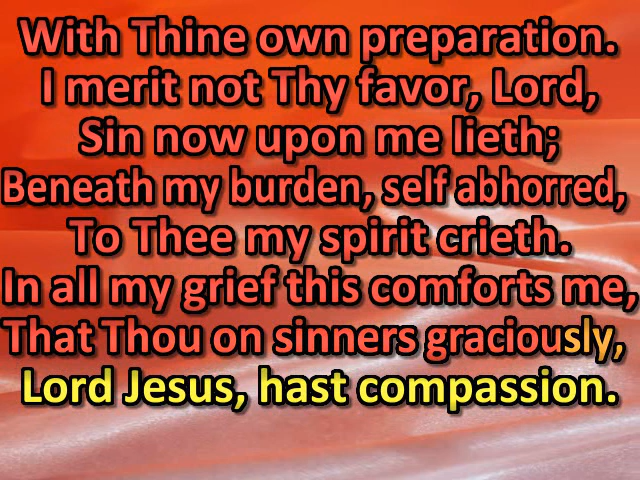 With Thine own preparation.
I merit not Thy favor, Lord,
Sin now upon me lieth;
Beneath my burden, self abhorred,
To Thee my spirit crieth.
In all my grief this comforts me,
That Thou on sinners graciously,
Lord Jesus, hast compassion.